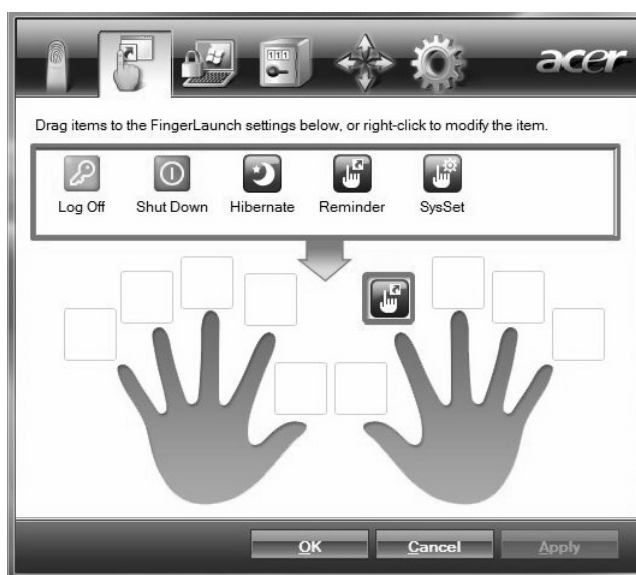 acer
Drag items to the FingerLaunch settings below, or right-click to modify the item.
Log Off Shut Down Hibernate Reminder SysSet
OK Cancel Apply